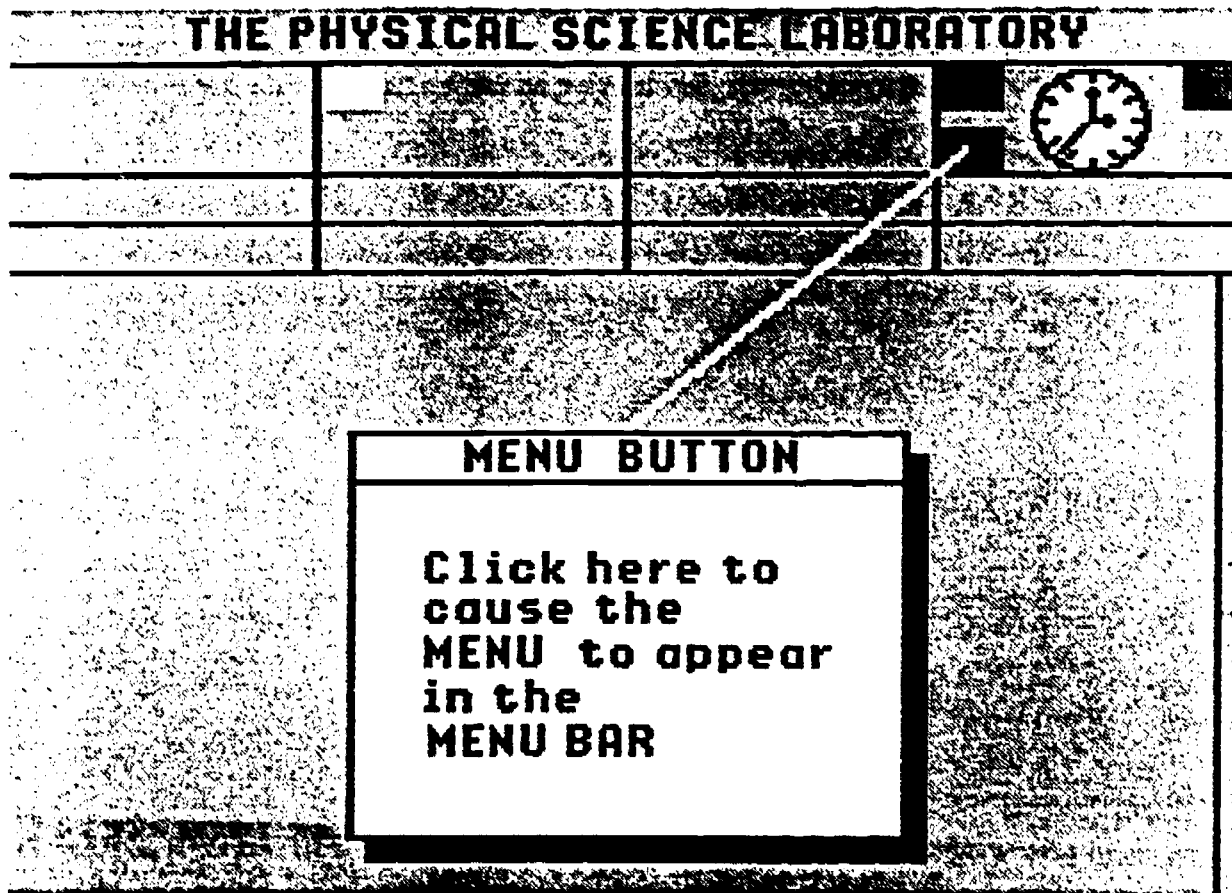 THE PHYSICAL SCIENCE LABORATORY
MENU BUTTON
Click here to
cause the
MENU to appear
in the
MENU BAR